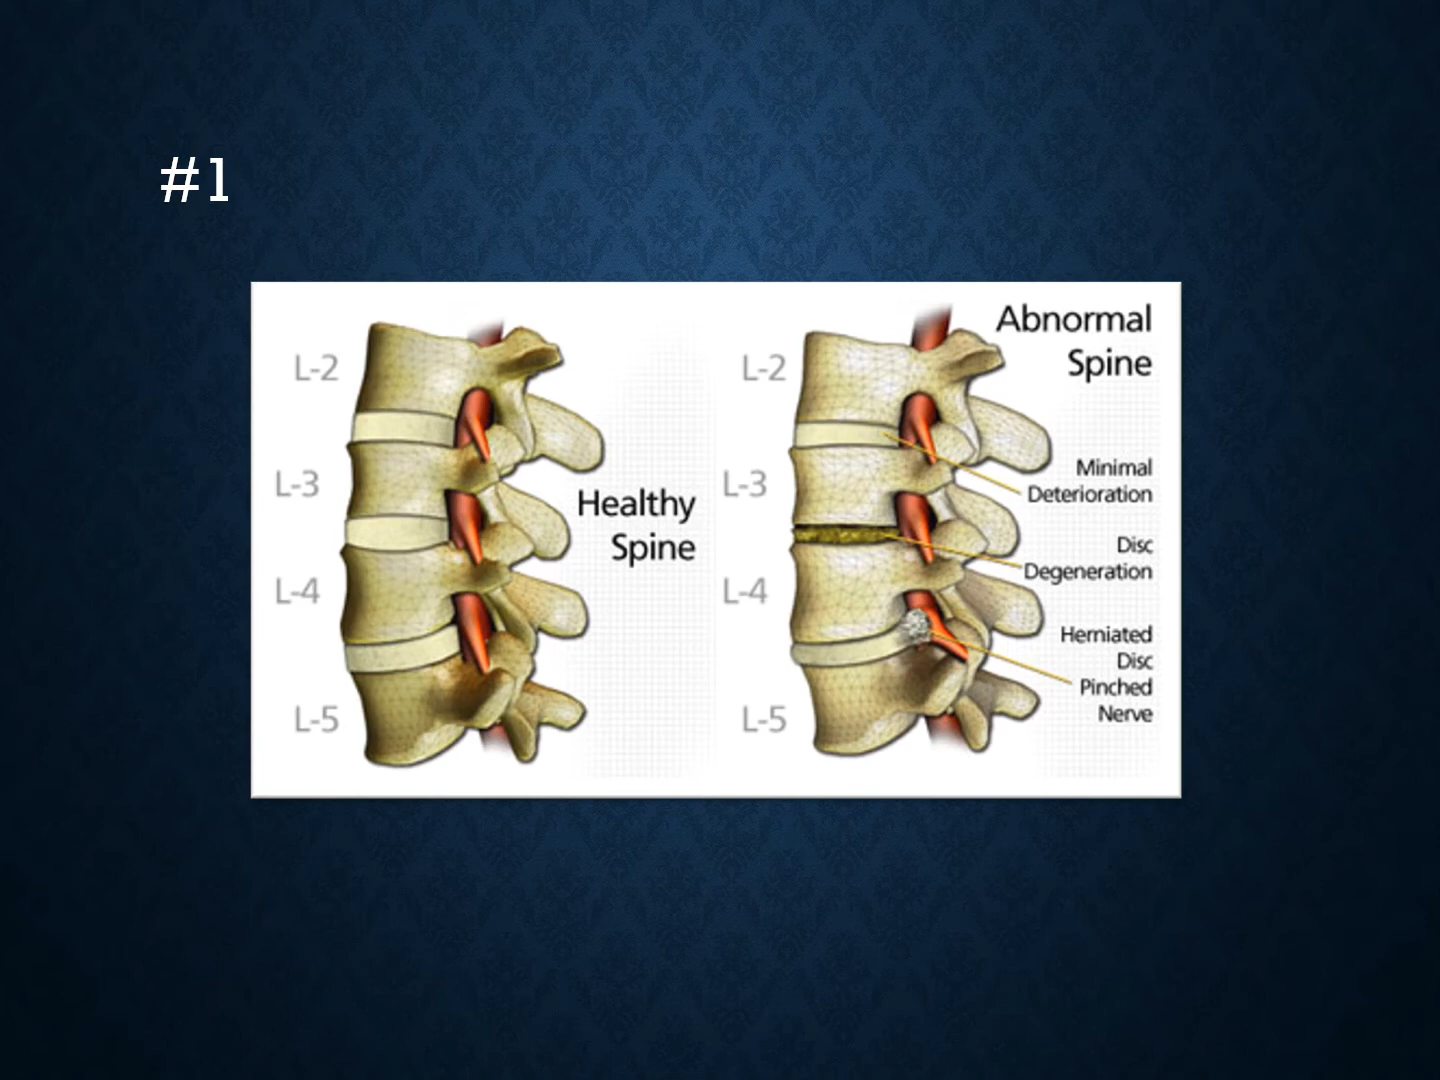 #1
L-2
L-3
L-4
L-5
Healthy
Spine
Abnormal
Spine
L-2
L-3
L-4
L-5
Minimal
Deterioration
Disc
Degeneration
Herniated
Disc
Pinched
Nerve